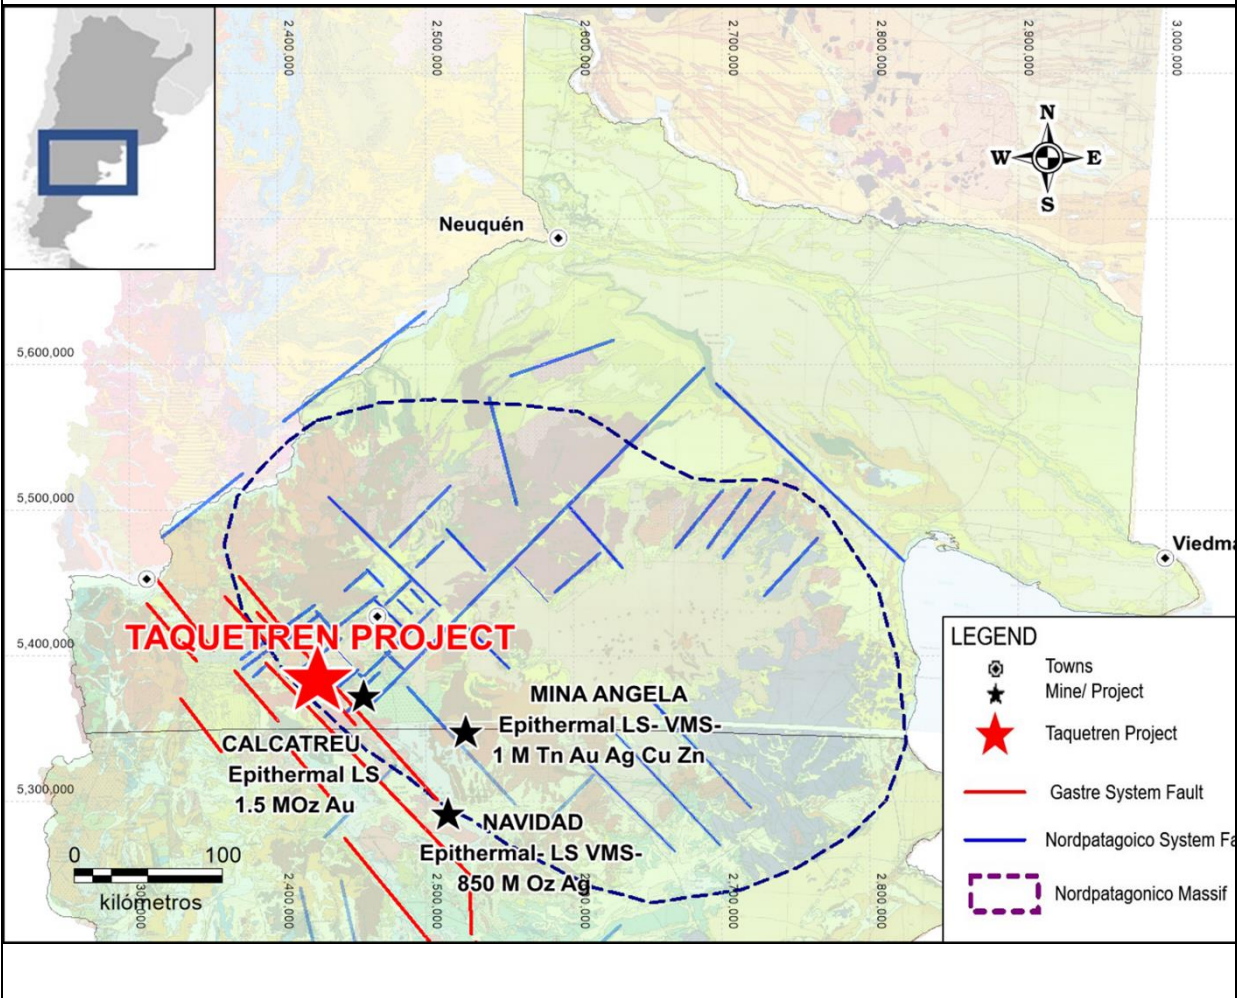 2,400,000
2,500,000
2,600,000
2,700,000
2,800,000
2,900,000
3,000,000
N
W E
S
Neuquén
5,600,000
5,500,000
Viedma
5,400,000
TAQUETREN PROJECT
MINA ANGELA
Epithermal LS- VMS-
1 M Tn Au Ag Cu Zn
CALCATREU
Epithermal LS
1.5 MOz Au
5,300,000
NAVIDAD
Epithermal- LS VMS-
850 M Oz Ag
0 100
kilómetros
2,400,000
2,500,000
2,700,000
2,800,000
LEGEND
Towns
Mine/ Project
Taquetren Project
Gastre System Fault
Nordpatagoico System Fa
Nordpatagonico Massif